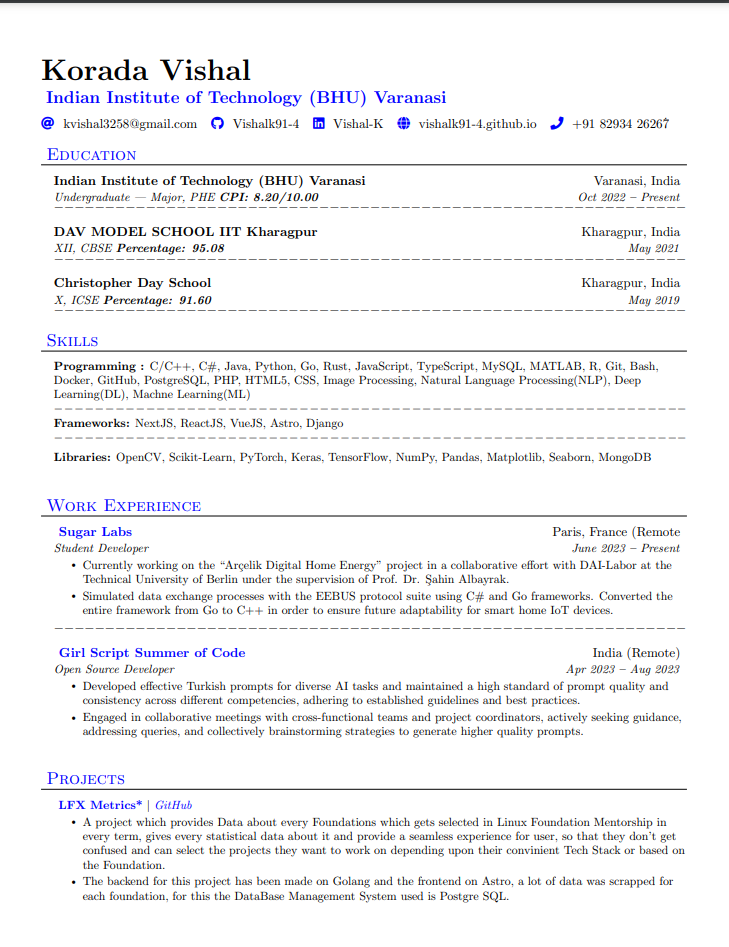 Korada Vishal
Indian Institute of Technology (BHU) Varanasi
kvishal3258@gmail.com Vishalk91-4 Vishal-K vishalk91-4.github.io +91 82934 26267
Education
Indian Institute of Technology (BHU) Varanasi Varanasi, India
Undergraduate — Major, PHE CPI: 8.20/10.00 Oct 2022 – Present
DAV MODEL SCHOOL IIT Kharagpur Kharagpur, India
XII, CBSE Percentage: 95.08 May 2021
Christopher Day School Kharagpur, India
X, ICSE Percentage: 91.60 May 2019
Skills
Programming : C/C++, C#, Java, Python, Go, Rust, JavaScript, TypeScript, MySQL, MATLAB, R, Git, Bash,
Docker, GitHub, PostgreSQL, PHP, HTML5, CSS, Image Processing, Natural Language Processing(NLP), Deep
Learning(DL), Machne Learning(ML)
Frameworks: NextJS, ReactJS, VueJS, Astro, Django
Libraries: OpenCV, Scikit-Learn, PyTorch, Keras, TensorFlow, NumPy, Pandas, Matplotlib, Seaborn, MongoDB
Work Experience
Sugar Labs Paris, France (Remote
Student Developer June 2023 – Present
• Currently working on the “Arçelik Digital Home Energy” project in a collaborative effort with DAI-Labor at the
Technical University of Berlin under the supervision of Prof. Dr. Şahin Albayrak.
• Simulated data exchange processes with the EEBUS protocol suite using C# and Go frameworks. Converted the
entire framework from Go to C++ in order to ensure future adaptability for smart home IoT devices.
Girl Script Summer of Code India (Remote)
Open Source Developer Apr 2023 – Aug 2023
• Developed effective Turkish prompts for diverse AI tasks and maintained a high standard of prompt quality and
consistency across different competencies, adhering to established guidelines and best practices.
• Engaged in collaborative meetings with cross-functional teams and project coordinators, actively seeking guidance,
addressing queries, and collectively brainstorming strategies to generate higher quality prompts.
Projects
LFX Metrics* | GitHub
• A project which provides Data about every Foundations which gets selected in Linux Foundation Mentorship in
every term, gives every statistical data about it and provide a seamless experience for user, so that they don't get
confused and can select the projects they want to work on depending upon their convinient Tech Stack or based on
the Foundation.
• The backend for this project has been made on Golang and the frontend on Astro, a lot of data was scrapped for
each foundation, for this the DataBase Management System used is Postgre SQL.